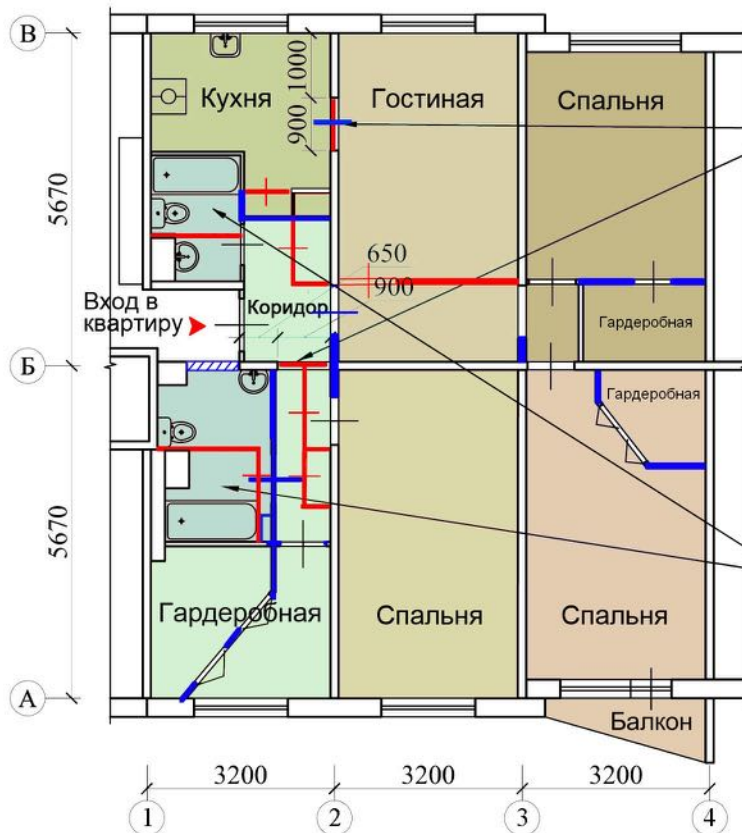 В
Кухня
1000
900
Гостиная
Спальня
5670
650
900
Вход в
квартиру
Коридор
Гардеробная
Б
Гардеробная
5670
Гардеробная
Спальня
Спальня
А
Балкон
3200
3200
3200
1
2
3
4